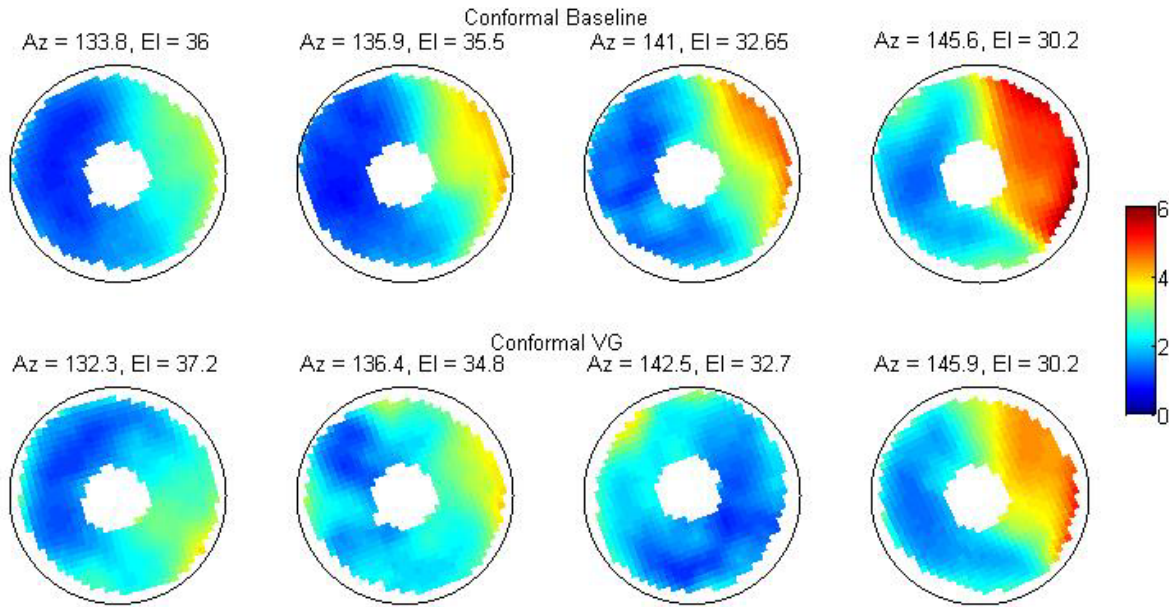 Conformal Baseline
Az = 133.8, El = 36
Az = 135.9, El = 35.5
Az = 141, El = 32.65
Az = 145.6, El = 30.2
6
4
2
0
Conformal VG
Az = 132.3, El = 37.2
Az = 136.4, El = 34.8
Az = 142.5, El = 32.7
Az = 145.9, El = 30.2